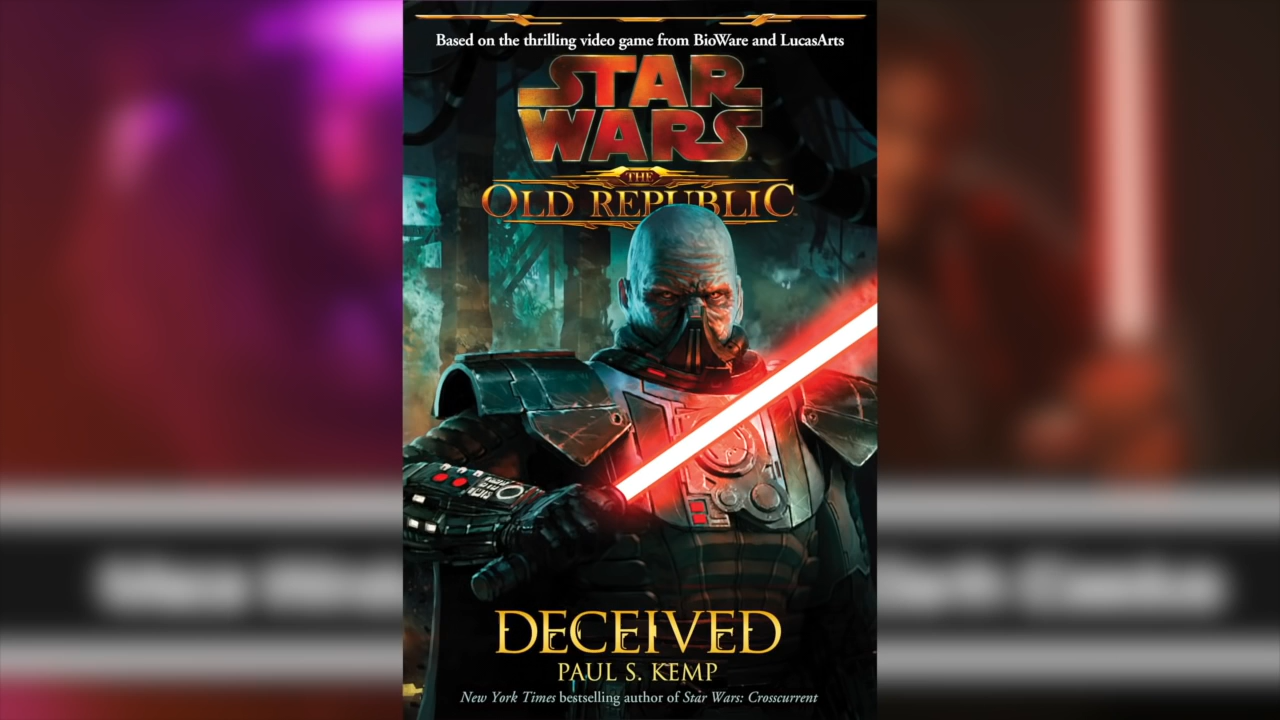 Based on the thrilling video game from BioWare and LucasArts
STAR
WARS
THE
OLD REPUBLIC
DECEIVED
PAUL S. KEMP
New York Times bestselling author of Star Wars: Crosscurrent